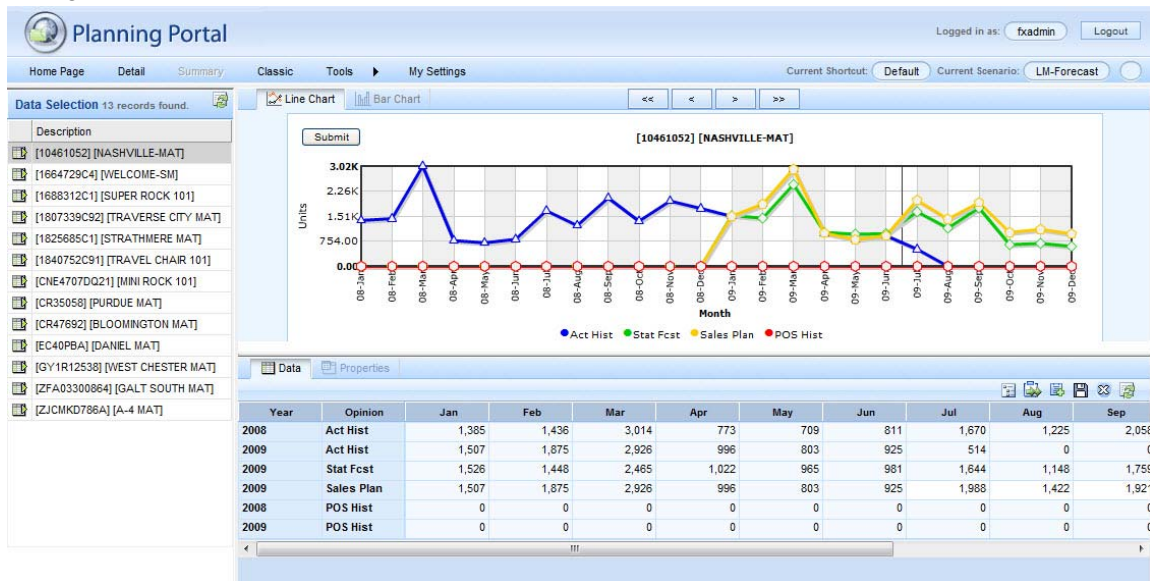 Planning Portal
Logged in as: fxadmin Logout
Home Page Detail Summary Classic Tools My Settings Current Shortcut: Default Current Scenario: LM-Forecast
Data Selection 13 records found.
Description
[10461052] [NASHVILLE-MAT]
[1664729C4] [WELCOME-SM]
[1688312C1] [SUPER ROCK 101]
[1807339C92] [TRAVERSE CITY MAT]
[1825685C1] [STRATHMERE MAT]
[1840752C91] [TRAVEL CHAIR 101]
[CNE4707DQ21] [MINI ROCK 101]
[CR35058] [PURDUE MAT]
[CR47692] [BLOOMINGTON MAT]
[EC40PBA] [DANIEL MAT]
[GY1R12538] [WEST CHESTER MAT]
[ZFA03300864] [GALT SOUTH MAT]
[ZJCMKD786A] [A-4 MAT]
Line Chart Bar Chart << < > >>
Submit
[10461052] [NASHVILLE-MAT]
Units
3.02K
2.26K
1.51K
754.00
0.00
08-Jan 08-Feb 08-Mar 08-Apr 08-May 08-Jun 08-Jul 08-Aug 08-Sep 08-Oct 08-Nov 08-Dec 09-Jan 09-Feb 09-Mar 09-Apr 09-May 09-Jun 09-Jul 09-Aug 09-Sep 09-Oct 09-Nov 09-Dec
Month
Act Hist Stat Fcst Sales Plan POS Hist
Data Properties
Year Opinion Jan Feb Mar Apr May Jun Jul Aug Sep
2008 Act Hist 1,385 1,436 3,014 773 709 811 1,670 1,225 2,058
2009 Act Hist 1,507 1,875 2,926 996 803 925 514 0 0
2009 Stat Fcst 1,526 1,448 2,465 1,022 965 981 1,644 1,148 1,759
2009 Sales Plan 1,507 1,875 2,926 996 803 925 1,988 1,422 1,921
2008 POS Hist 0 0 0 0 0 0 0 0 0
2009 POS Hist 0 0 0 0 0 0 0 0 0